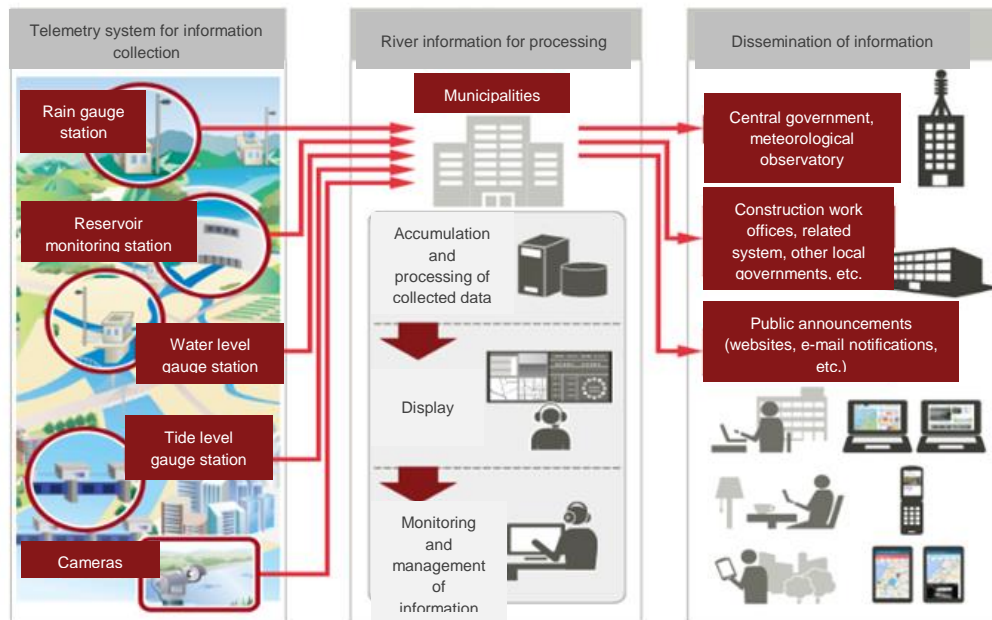 Telemetry system for information
collection
Rain gauge
station
Reservoir
monitoring station
Water level
gauge station
Tide level
gauge station
Cameras
River information for processing
Municipalities
Accumulation
and
processing of
collected data
Display
Monitoring
and
management
of
information
Dissemination of information
Central government,
meteorological
observatory
Construction work
offices, related
system, other local
governments, etc.
Public announcements
(websites, e-mail notifications,
etc.)